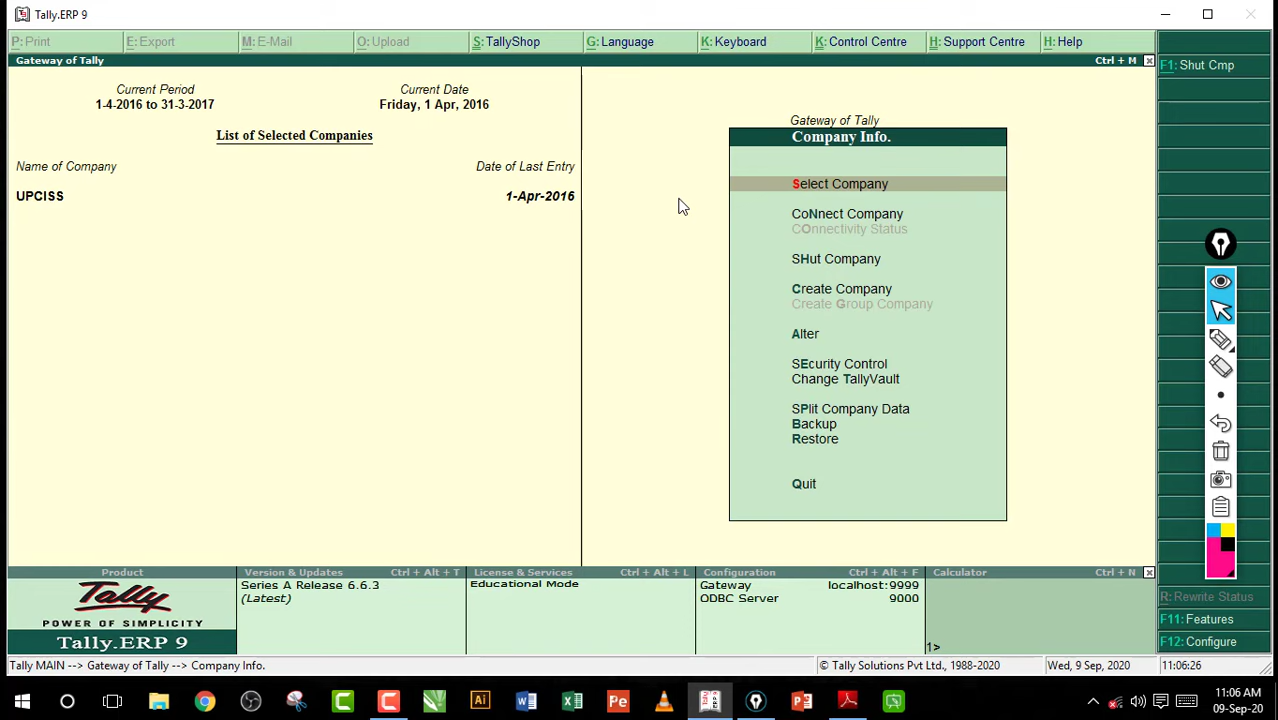 Tally.ERP 9
P: Print E: Export M: E-Mail O: Upload S: TallyShop G: Language K: Keyboard K: Control Centre H: Support Centre H: Help
Gateway of Tally Ctrl + M
F1: Shut Cmp
Current Period Current Date
1-4-2016 to 31-3-2017 Friday, 1 Apr, 2016
List of Selected Companies
Name of Company Date of Last Entry
UPCISS 1-Apr-2016
Gateway of Tally
Company Info.
Select Company
CoNnect Company
COnnectivity Status
SHut Company
Create Company
Create Group Company
Alter
SEcurity Control
Change TallyVault
SPlit Company Data
Backup
Restore
Quit
Product Version & Updates Ctrl + Alt + T License & Services Ctrl + Alt + L Configuration Ctrl + Alt + F Calculator Ctrl + N
Tally
POWER OF SIMPLICITY
Tally.ERP 9
Series A Release 6.6.3
(Latest)
Educational Mode
Gateway localhost:9999
ODBC Server 9000
1>
R: Rewrite Status
F11: Features
F12: Configure
Tally MAIN --> Gateway of Tally --> Company Info. © Tally Solutions Pvt Ltd., 1988-2020 Wed, 9 Sep, 2020 11:06:26
11:06 AM
09-Sep-20